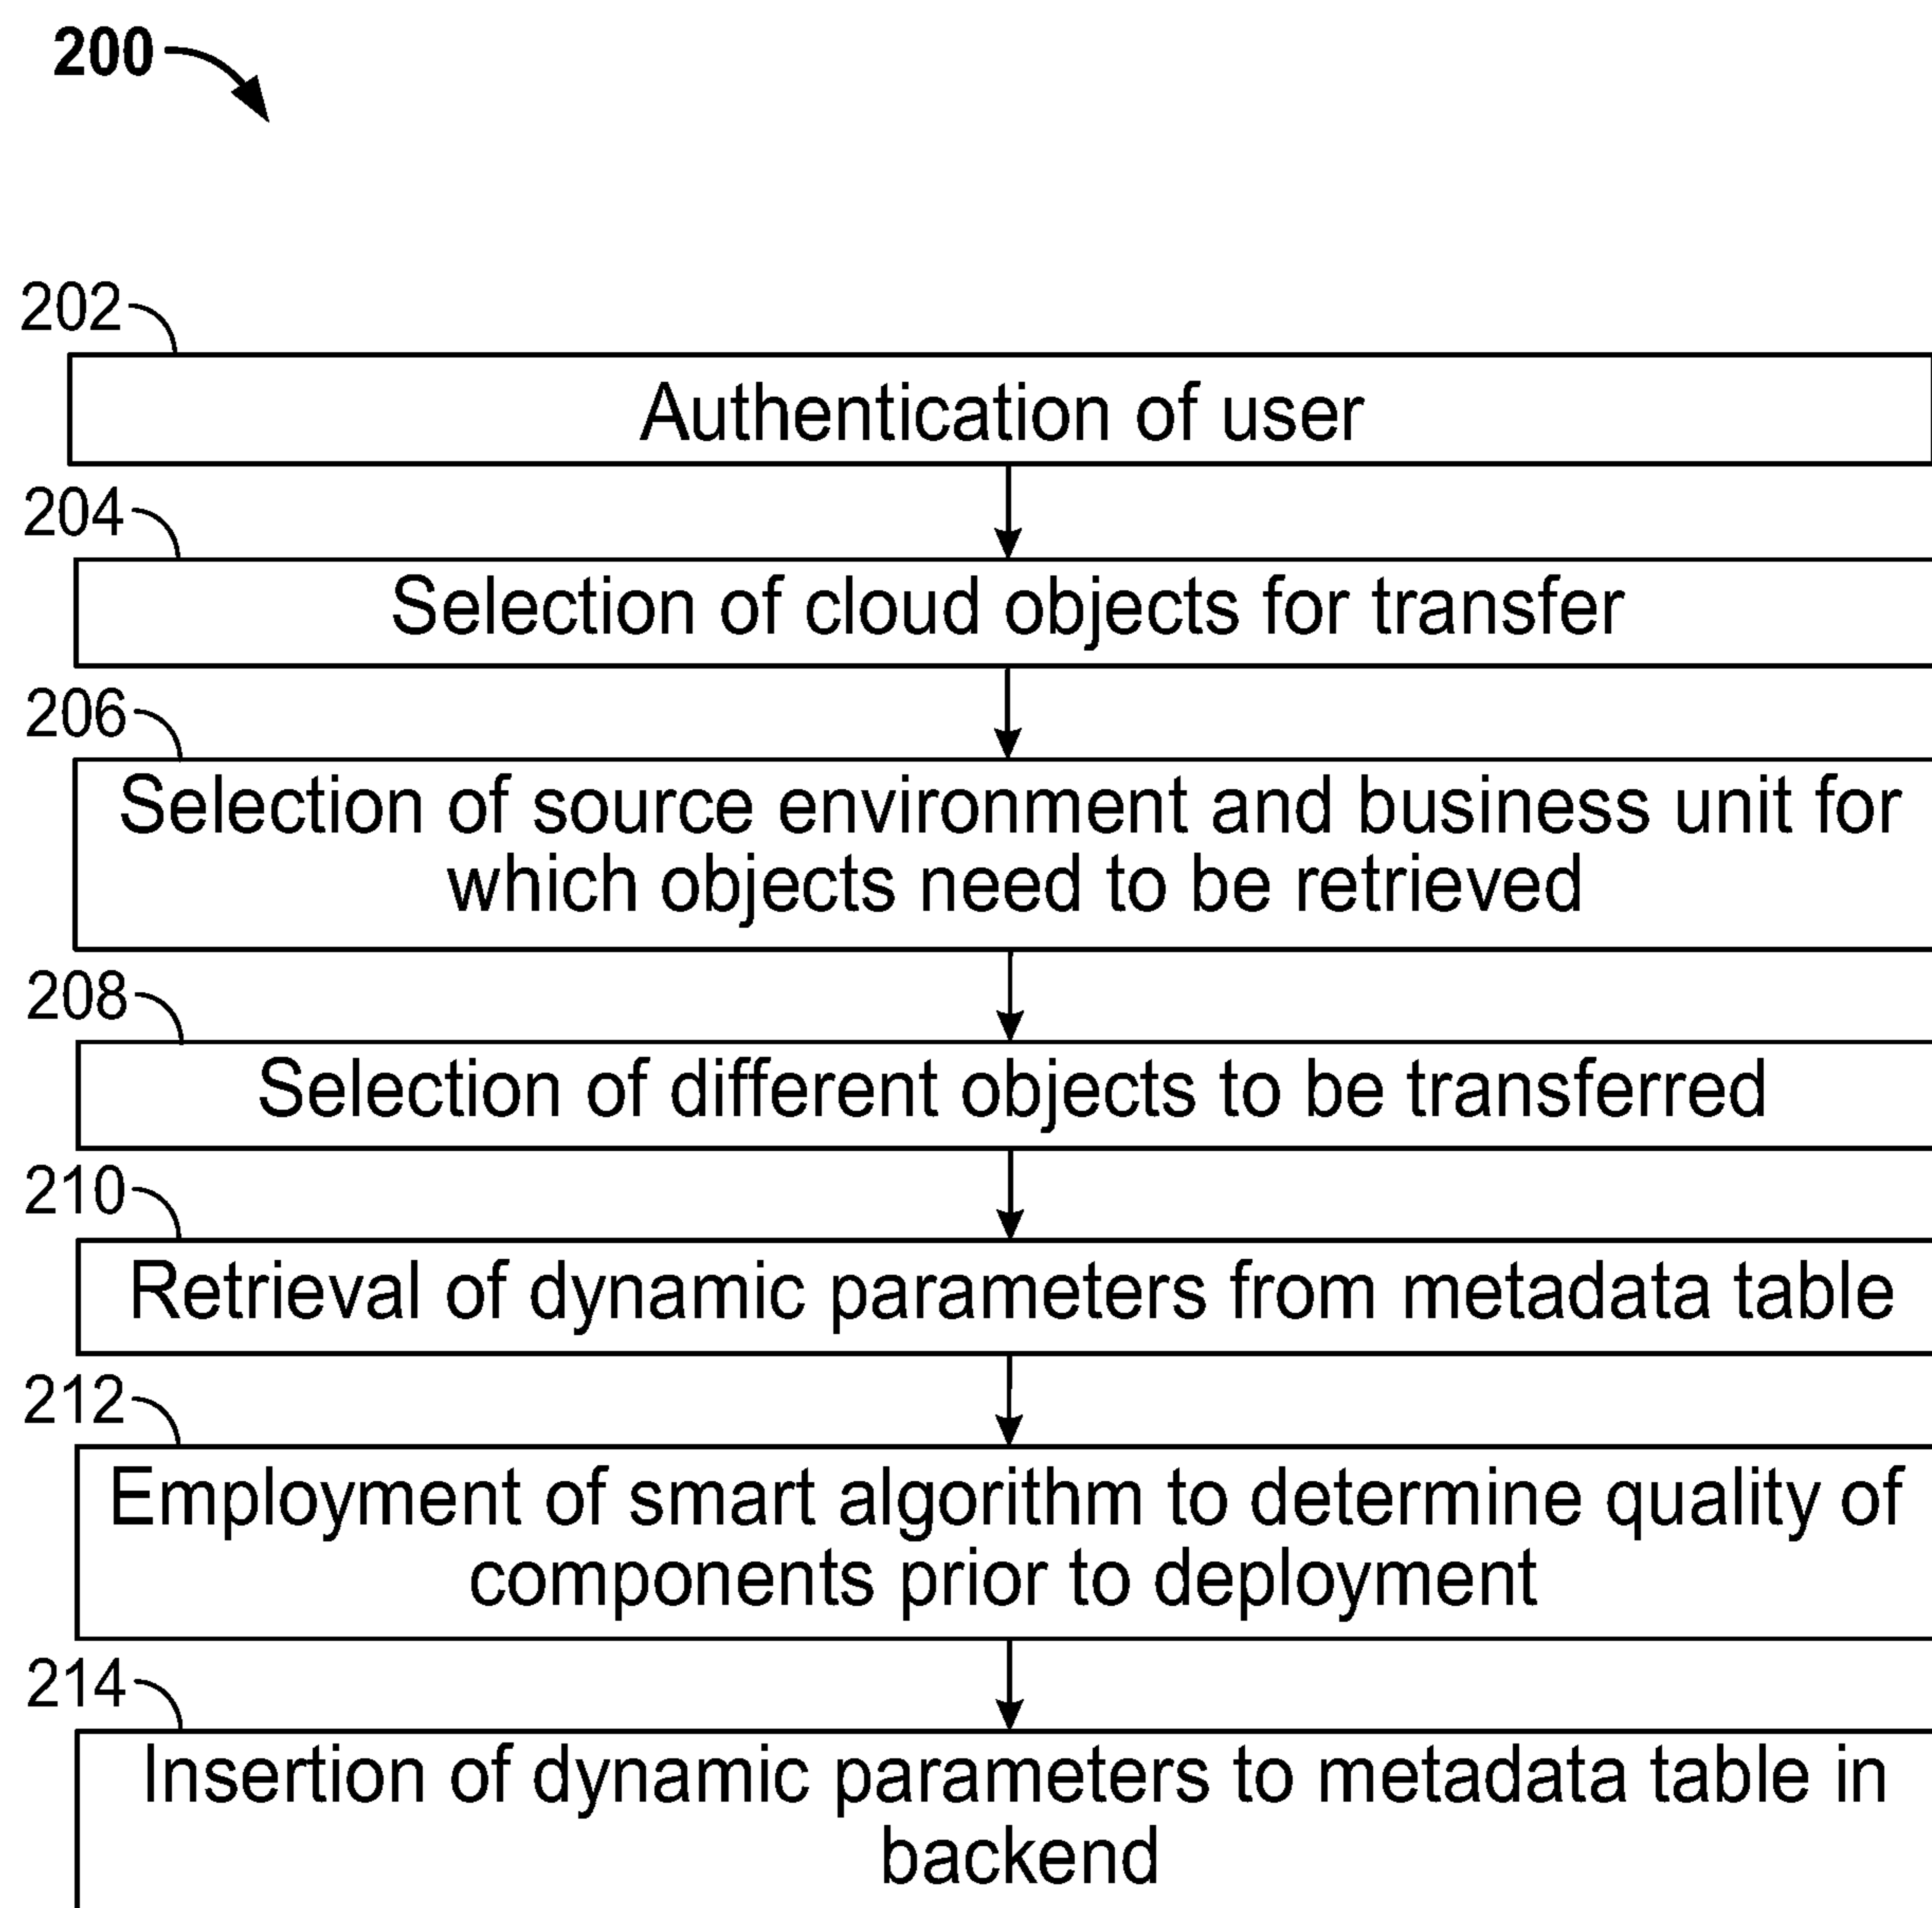 200
202
Authentication of user
204
Selection of cloud objects for transfer
206
Selection of source environment and business unit for
which objects need to be retrieved
208
Selection of different objects to be transferred
210
Retrieval of dynamic parameters from metadata table
212
Employment of smart algorithm to determine quality of
components prior to deployment
214
Insertion of dynamic parameters to metadata table in
backend